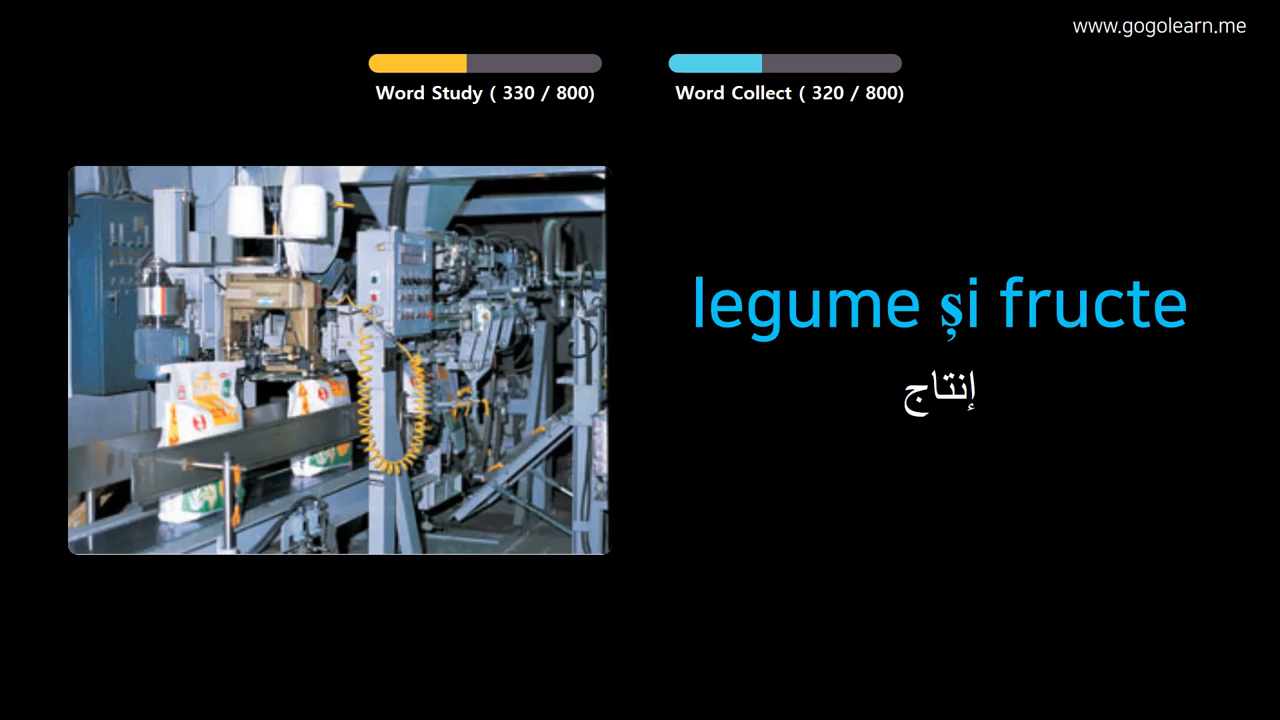 www.gogolearn.me
Word Study ( 330 / 800)
Word Collect ( 320 / 800)
legume și fructe
إنتاج